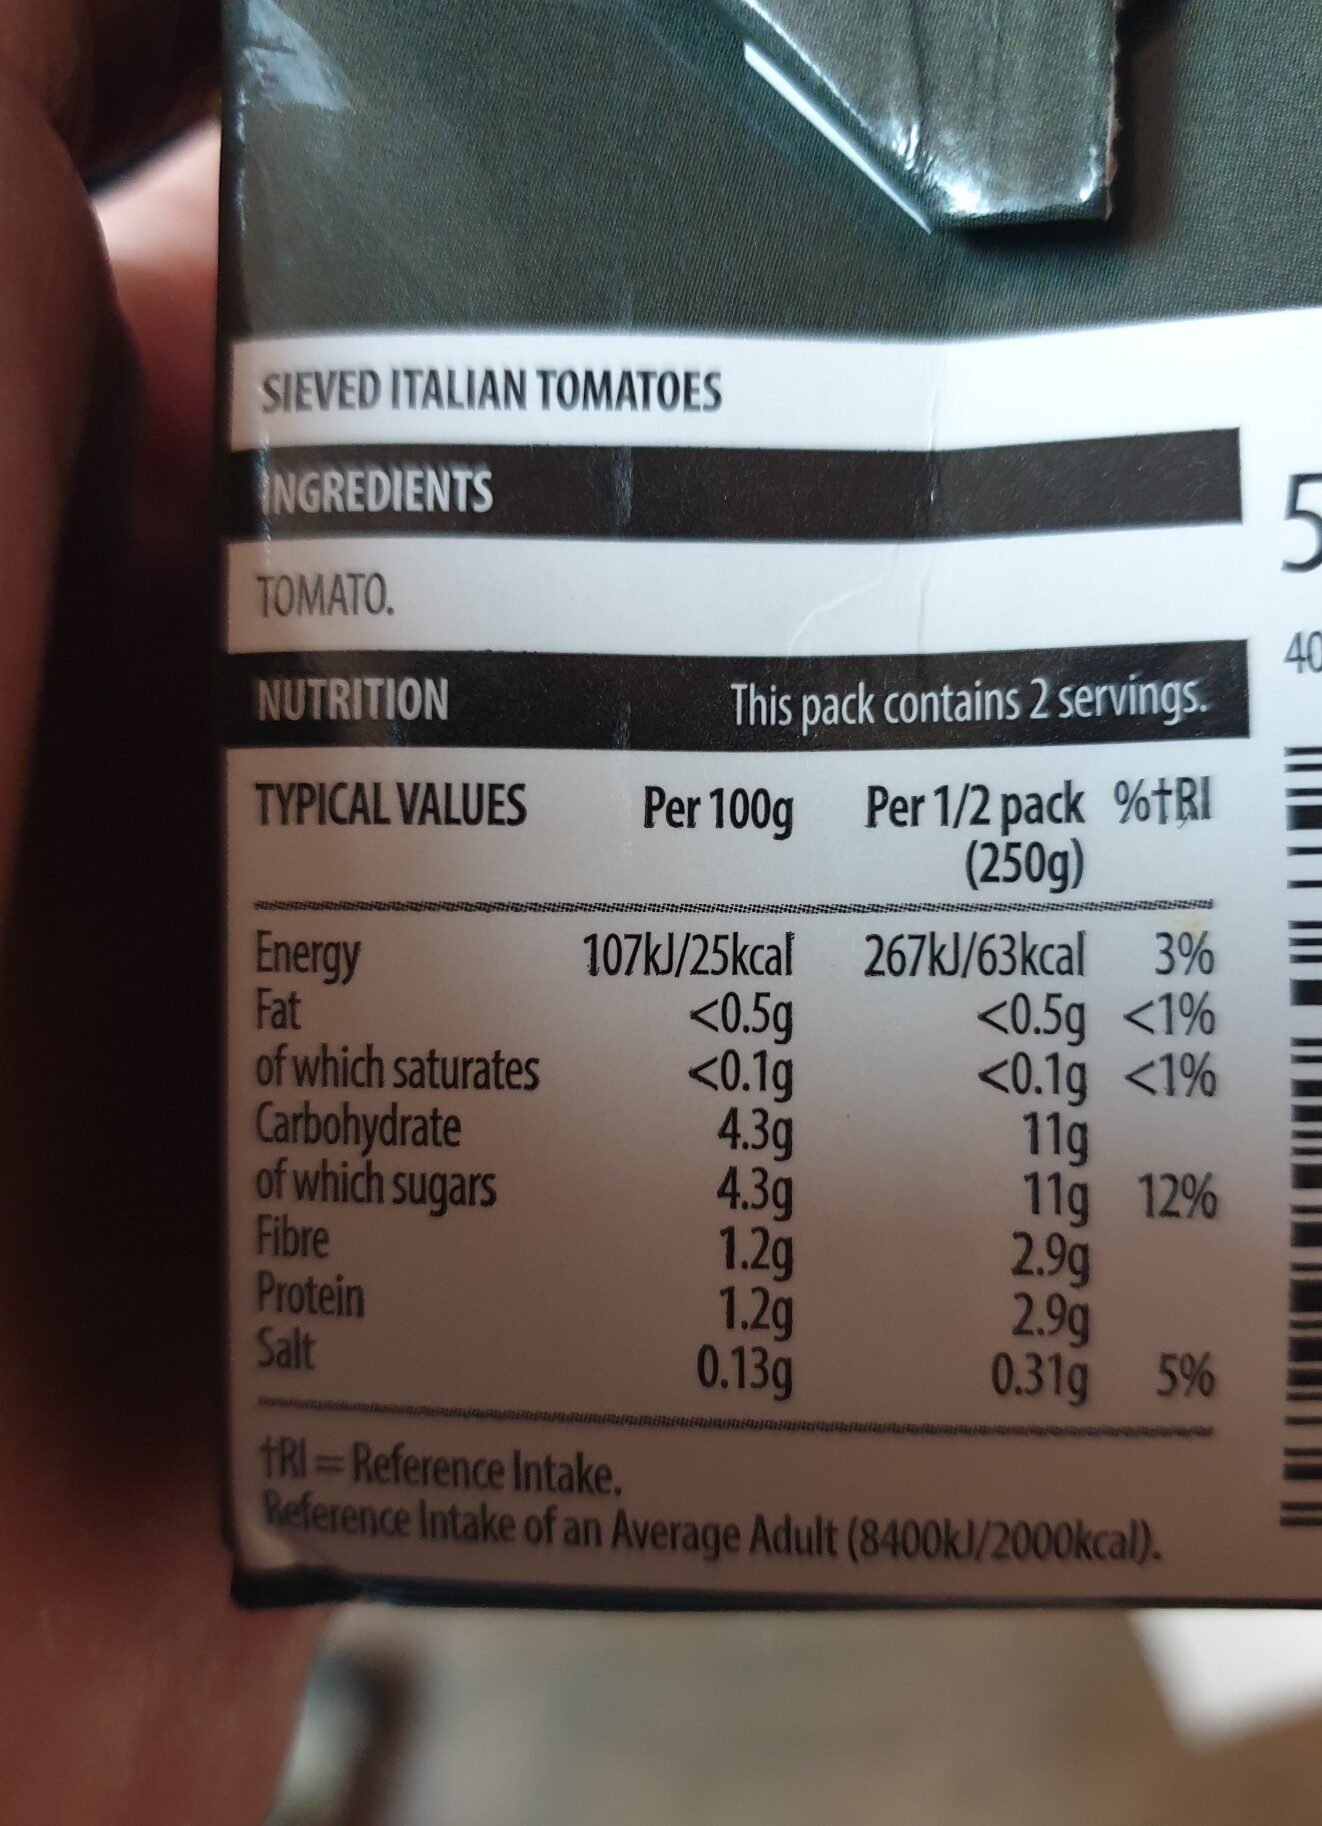 SIEVED ITALIAN TOMATOES
INGREDIENTS
TOMATO.
NUTRITION This pack contains 2 servings.
TYPICAL VALUES Per 100g Per 1/2 pack %†RI
(250g)
Energy 107kJ/25kcal 267kJ/63kcal 3%
Fat <0.5g <0.5g <1%
of which saturates <0.1g <0.1g <1%
Carbohydrate 4.3g 11g
of which sugars 4.3g 11g 12%
Fibre 1.2g 2.9g
Protein 1.2g 2.9g
Salt 0.13g 0.31g 5%
†RI = Reference Intake.
Reference Intake of an Average Adult (8400kJ/2000kcal).
5
40